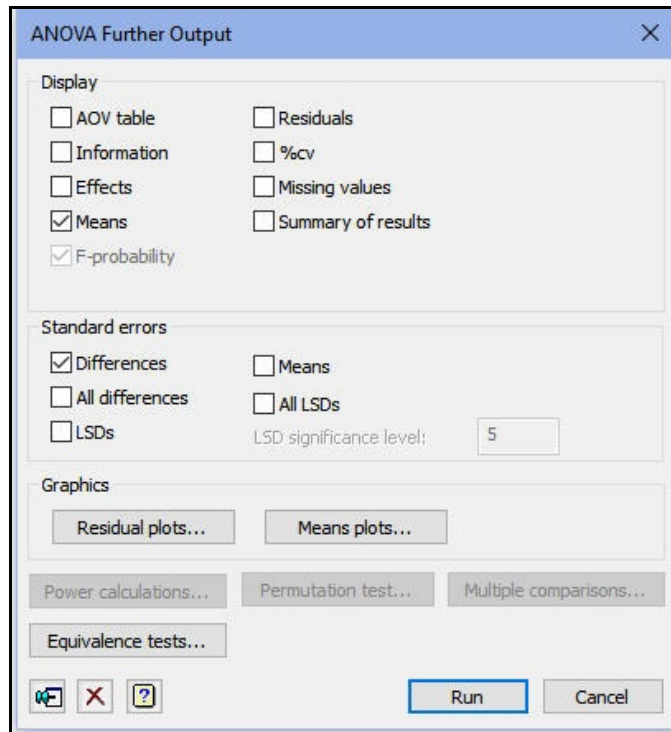 ANOVA Further Output
Display
AOV table
Residuals
Information
%cv
Effects
Missing values
Means
Summary of results
F-probability
Standard errors
Differences
Means
All differences
All LSDs
LSDs
LSD significance level:
5
Graphics
Residual plots...
Means plots...
Power calculations...
Permutation test...
Multiple comparisons...
Equivalence tests...
?
Run
Cancel